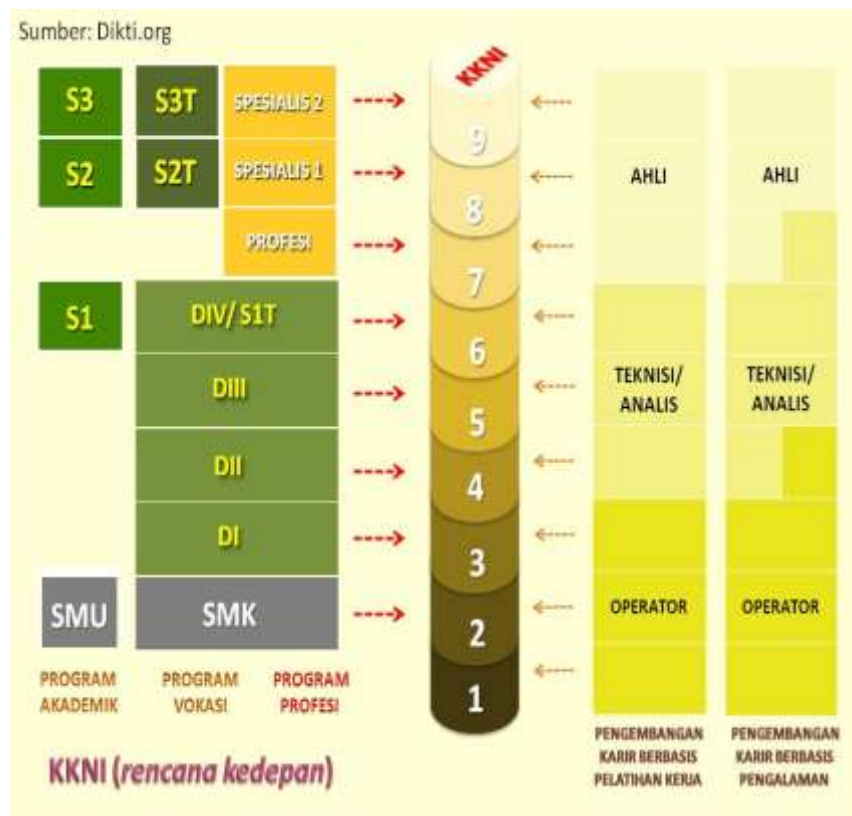 Sumber: Dikti.org
KKNI
S3
S3T
SPESIALIS 2
9
S2
S2T
SPESIALIS 1
8
AHLI
AHLI
PROFESI
7
S1
DIV/ S1T
6
DIII
5
TEKNISI/
ANALIS
TEKNISI/
ANALIS
DII
4
DI
3
SMU
SMK
2
OPERATOR
OPERATOR
1
PROGRAM
AKADEMIK
PROGRAM
VOKASI
PROGRAM
PROFESI
PENGEMBANGAN
KARIR BERBASIS
PELATIHAN KERJA
PENGEMBANGAN
KARIR BERBASIS
PENGALAMAN
KKNI (rencana kedepan)